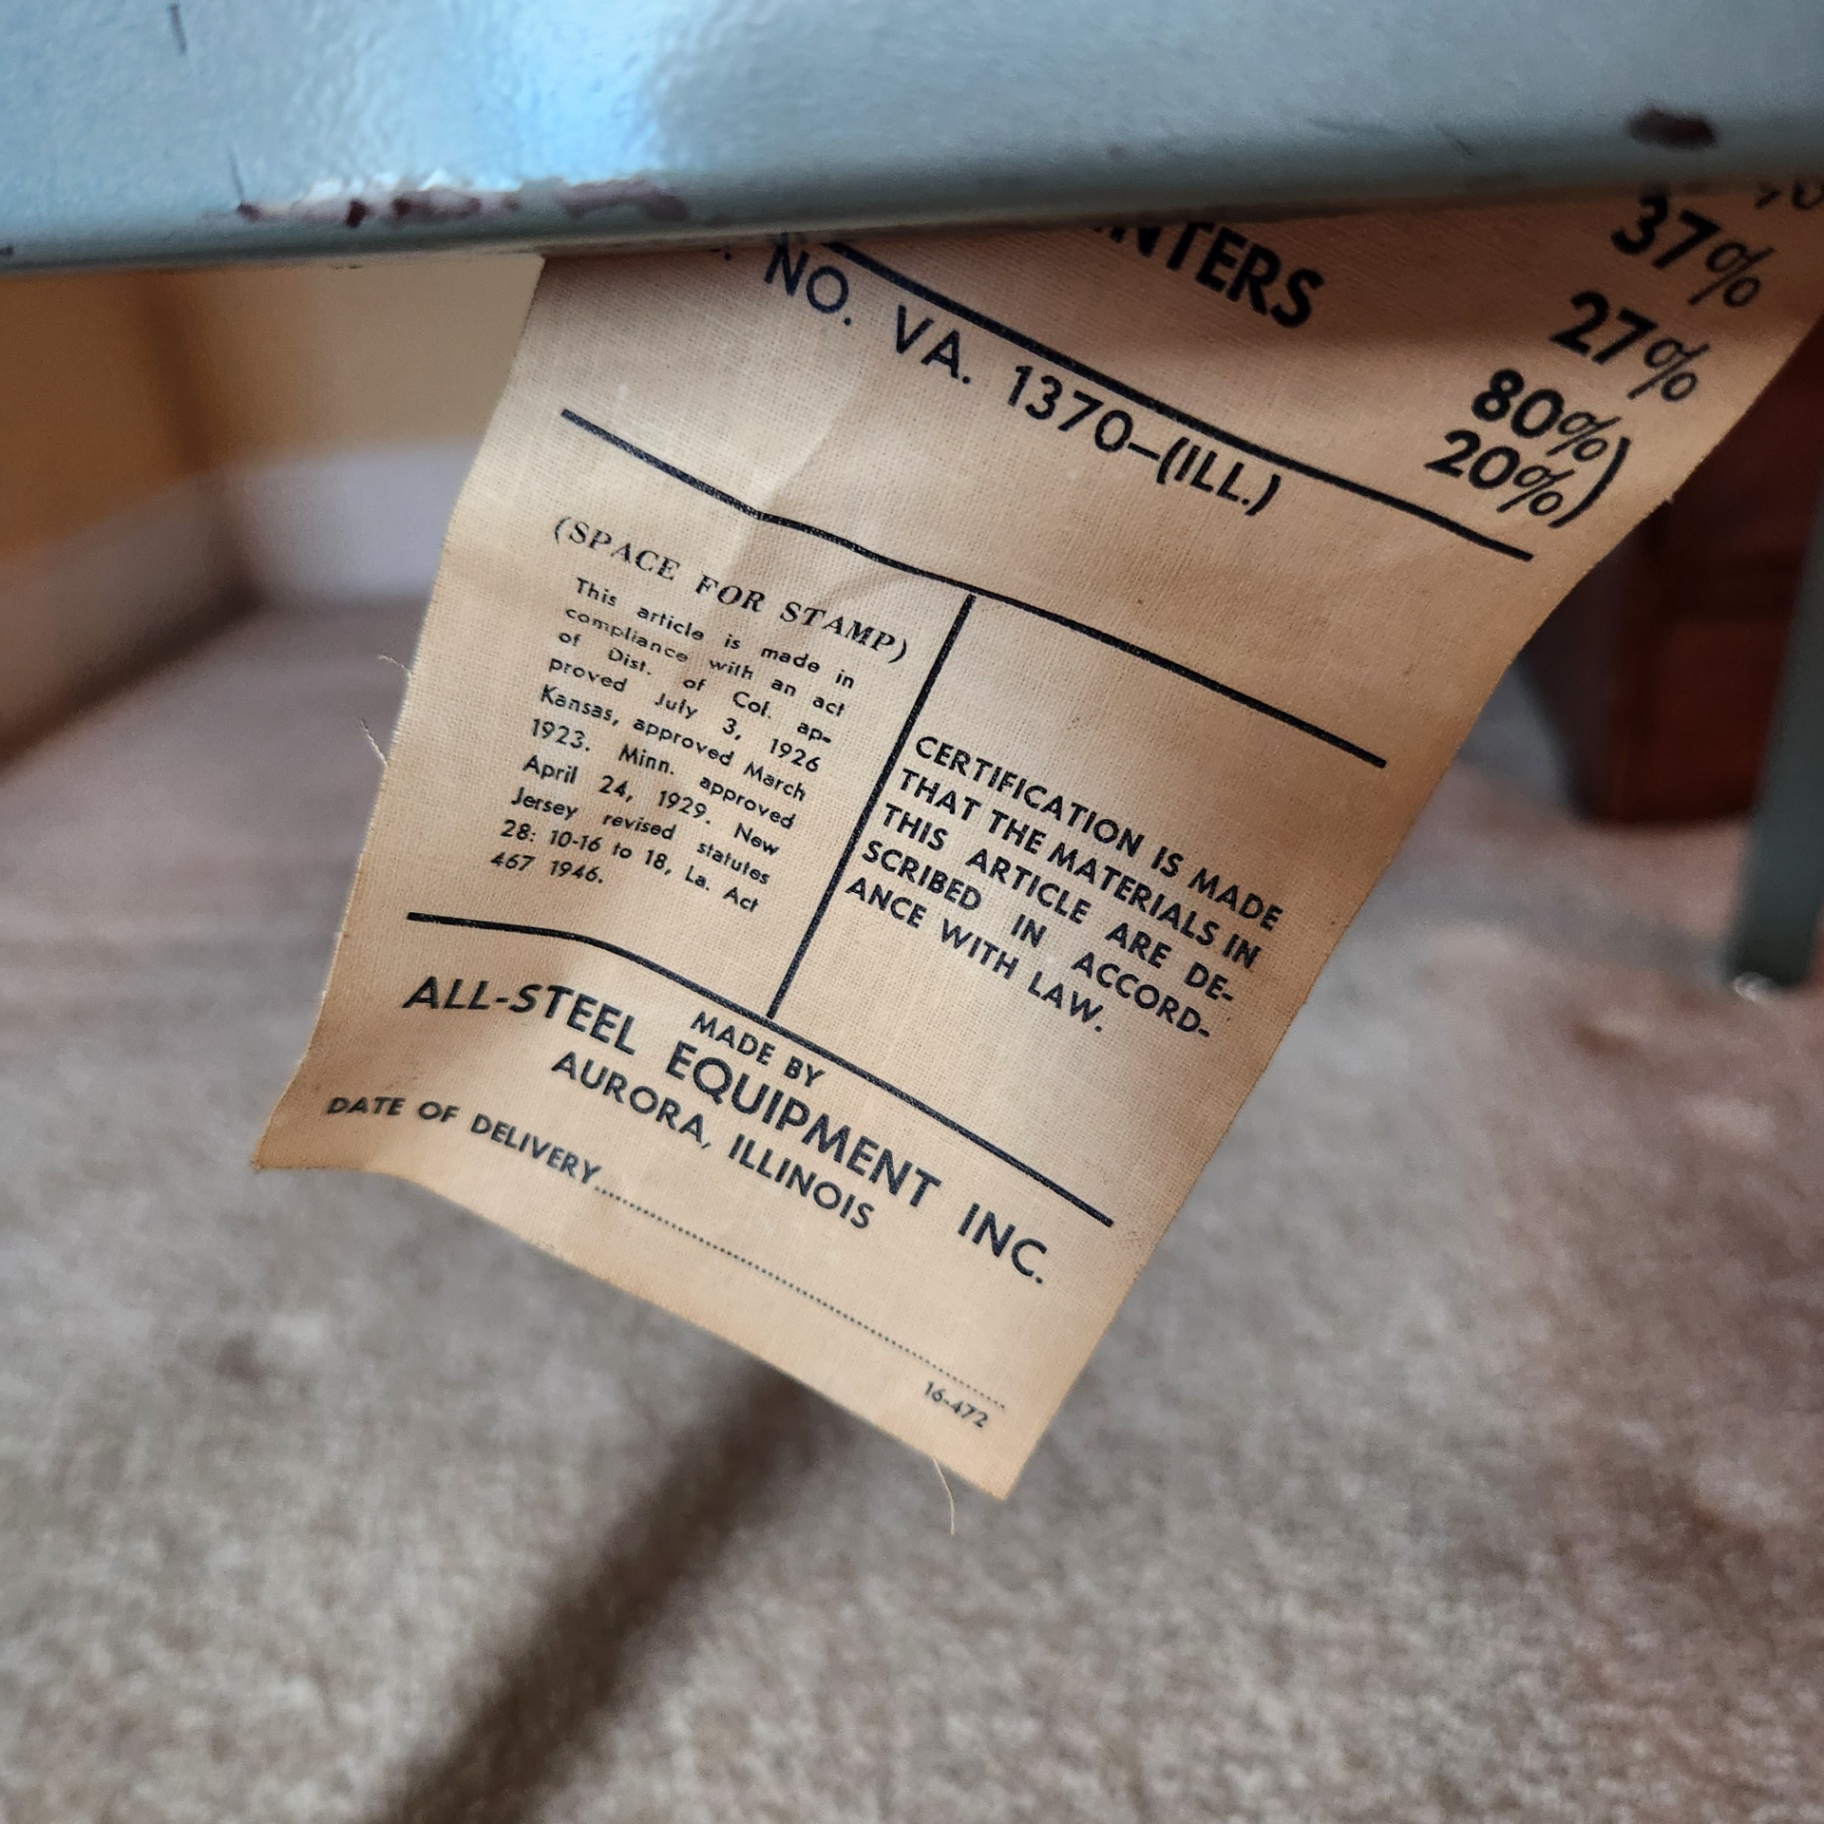 37%
27%
80%)
20%)
NO. VA. 1370–(ILL.)
(SPACE FOR STAMP)
This article is made in
compliance with an act
of Dist. of Col. ap-
proved July 3, 1926
Kansas, approved March
1923. Minn. approved
April 24, 1929. New
Jersey revised statutes
28: 10-16 to 18, La. Act
467 1946.
CERTIFICATION IS MADE
THAT THE MATERIALS IN
THIS ARTICLE ARE DE-
SCRIBED IN ACCORD-
ANCE WITH LAW.
MADE BY
ALL-STEEL EQUIPMENT INC.
AURORA, ILLINOIS
DATE OF DELIVERY
16-472